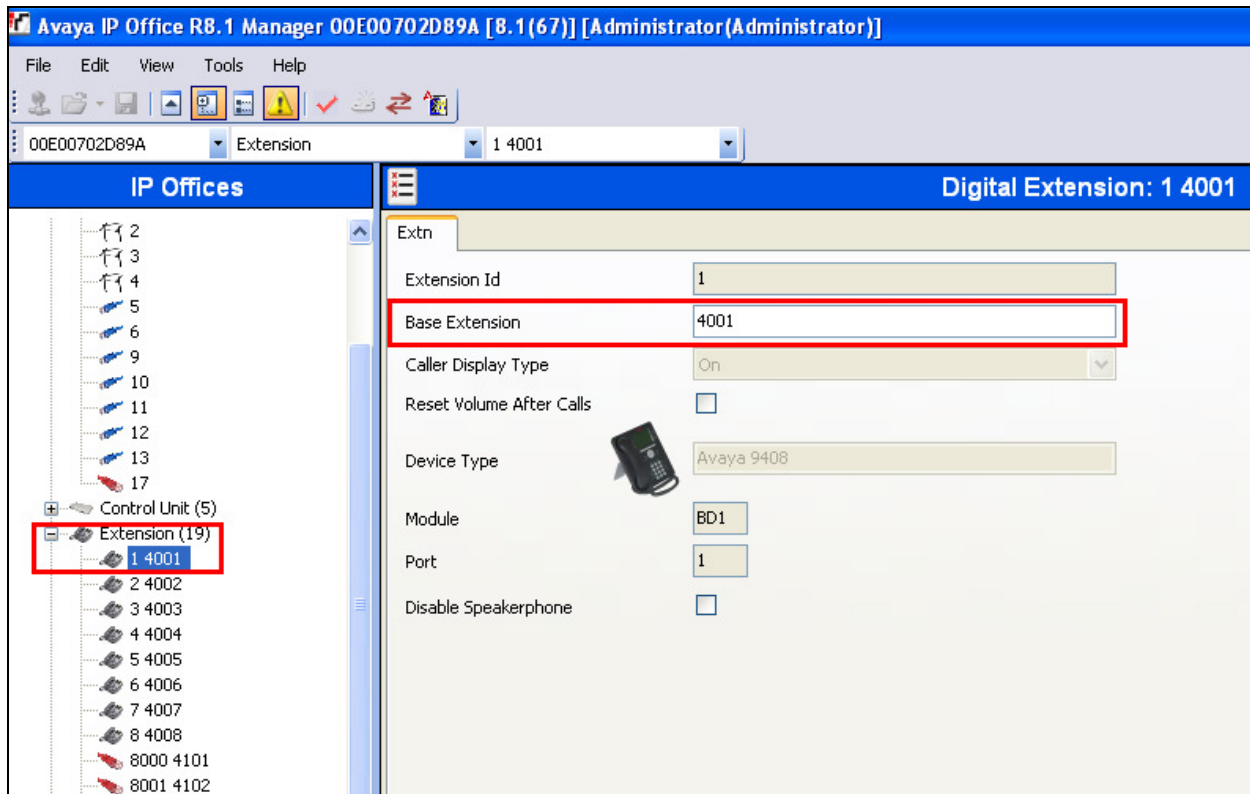 Avaya IP Office R8.1 Manager 00E00702D89A [8.1(67)] [Administrator(Administrator)]
File Edit View Tools Help
00E00702D89A Extension 1 4001
IP Offices
Digital Extension: 1 4001
2
3
4
5
6
9
10
11
12
13
17
Control Unit (5)
Extension (19)
1 4001
2 4002
3 4003
4 4004
5 4005
6 4006
7 4007
8 4008
8000 4101
8001 4102
Extn
Extension Id 1
Base Extension 4001
Caller Display Type On
Reset Volume After Calls
Device Type Avaya 9408
Module BD1
Port 1
Disable Speakerphone